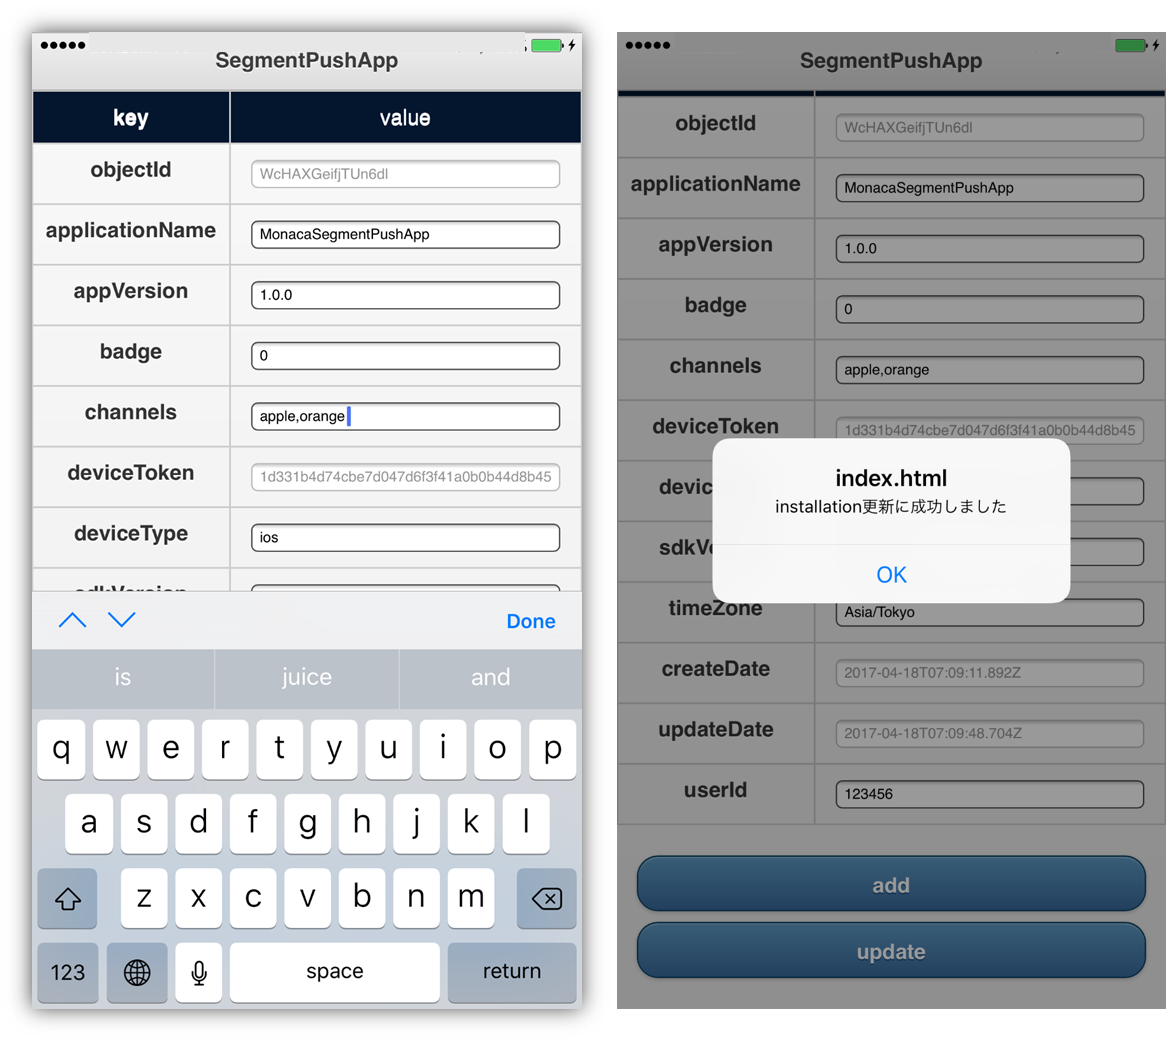 SegmentPushApp
key value
objectId WcHAXGeifjTUn6dl
applicationName MonacaSegmentPushApp
appVersion 1.0.0
badge 0
channels apple,orange
deviceToken 1d331b4d74cbe7d047d6f3f41a0b0b44d8b45
deviceType ios
sdkVersion
Done
is juice and
q w e r t y u i o p
a s d f g h j k l
z x c v b n m
123 space return
SegmentPushApp
objectId WcHAXGeifjTUn6dl
applicationName MonacaSegmentPushApp
appVersion 1.0.0
badge 0
channels apple,orange
deviceToken 1d331b4d74cbe7d047d6f3f41a0b0b44d8b45
devic
index.html
installation更新に成功しました
sdkVe
OK
timeZone Asia/Tokyo
createDate 2017-04-18T07:09:11.892Z
updateDate 2017-04-18T07:09:48.704Z
userId 123456
add
update